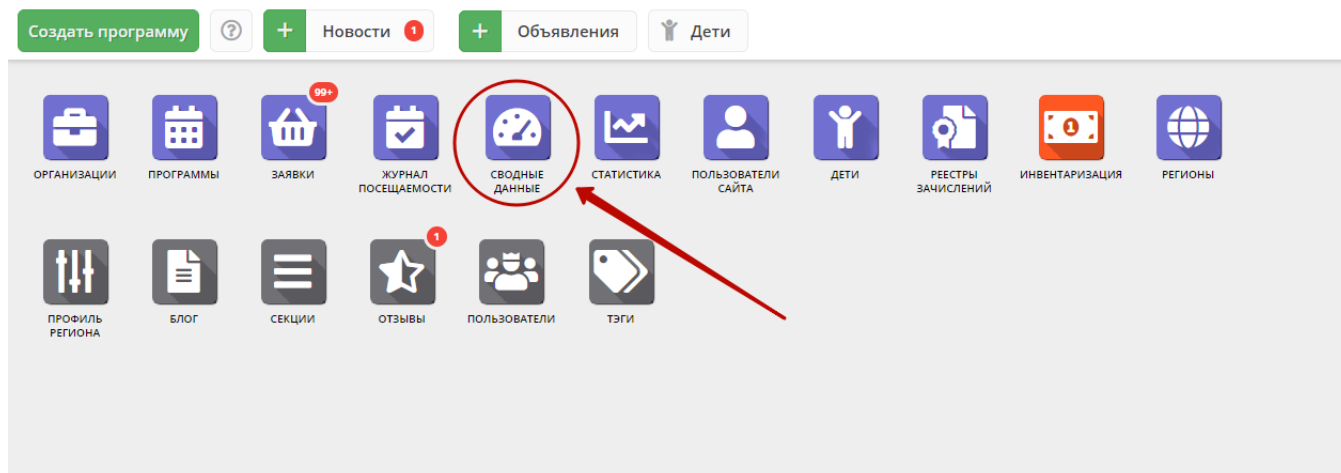 Создать программу ? + Новости 1 + Объявления Дети
99+
ОРГАНИЗАЦИИ ПРОГРАММЫ ЗАЯВКИ ЖУРНАЛ СВОДНЫЕ СТАТИСТИКА ПОЛЬЗОВАТЕЛИ ДЕТИ РЕЕСТРЫ ИНВЕНТАРИЗАЦИЯ РЕГИОНЫ
ПОСЕЩАЕМОСТИ ДАННЫЕ САЙТА ЗАЧИСЛЕНИЙ
1
1
ПРОФИЛЬ БЛОГ СЕКЦИИ ОТЗЫВЫ ПОЛЬЗОВАТЕЛИ ТЭГИ
РЕГИОНА